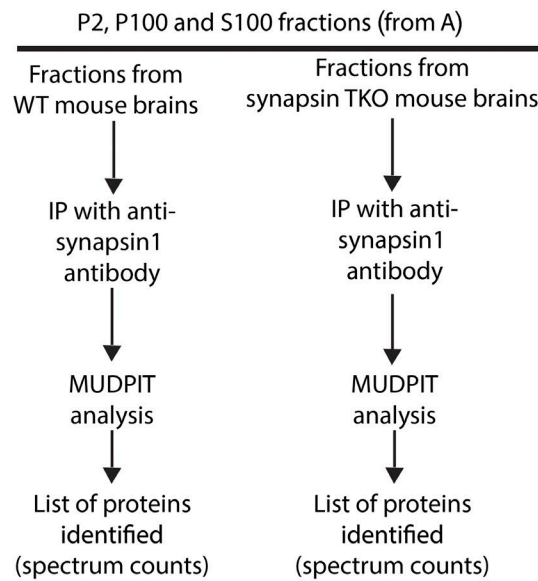 P2, P100 and S100 fractions (from A)
Fractions from
WT mouse brains
IP with anti-
synapsin1
antibody
MUDPIT
analysis
List of proteins
identified
(spectrum counts)
Fractions from
synapsin TKO mouse brains
IP with anti-
synapsin1
antibody
MUDPIT
analysis
List of proteins
identified
(spectrum counts)